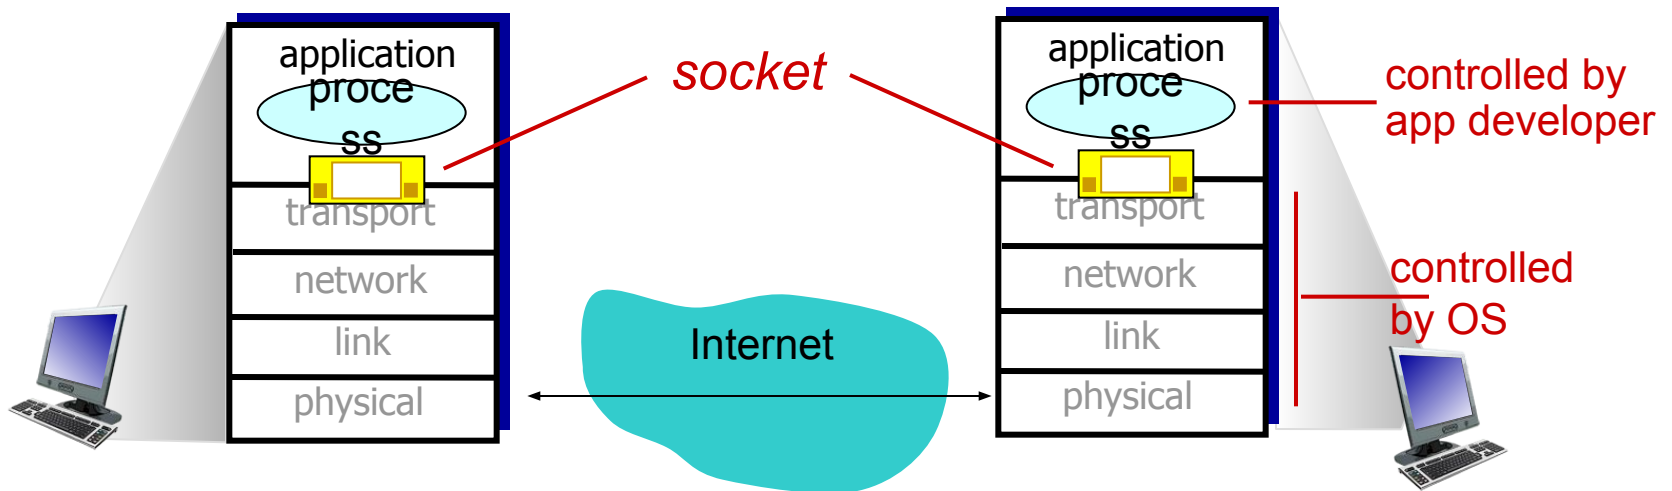 application
proce
ss
transport
network
link
physical
socket
Internet
application
proce
ss
transport
network
link
physical
controlled by
app developer
controlled
by OS